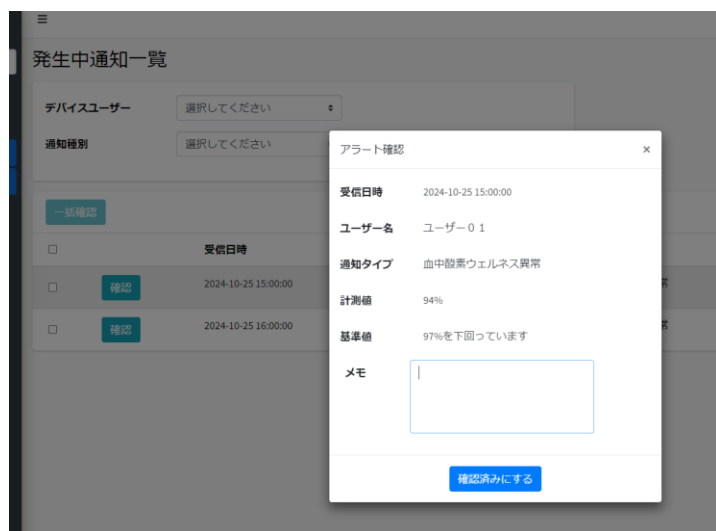 発生中通知一覧
デバイスユーザー 選択してください
通知種別 選択してください
アラート確認 ×
受信日時 2024-10-25 15:00:00
ユーザー名 ユーザー０１
通知タイプ 血中酸素ウェルネス異常
計測値 94%
基準値 97%を下回っています
メモ
確認済みにする
一括確認
受信日時
確認 2024-10-25 15:00:00 常
確認 2024-10-25 16:00:00 常